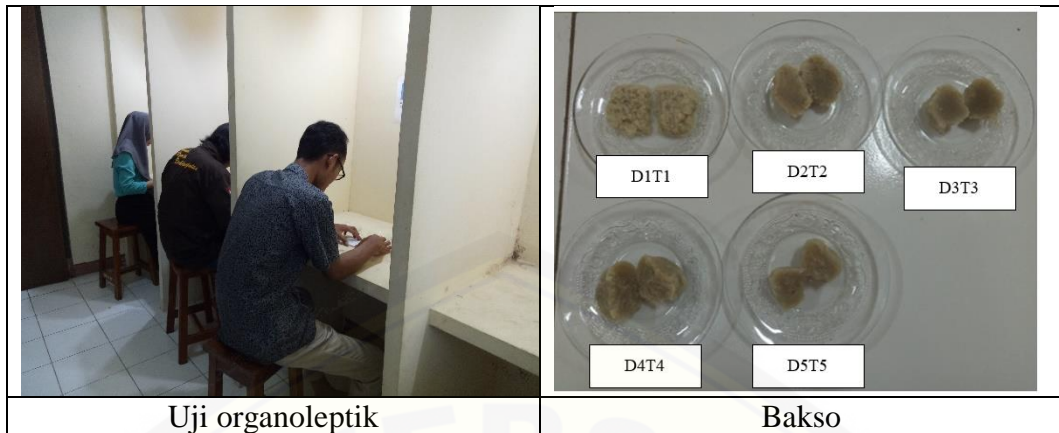 D1T1
D2T2
D3T3
D4T4
D5T5
Uji organoleptik
Bakso